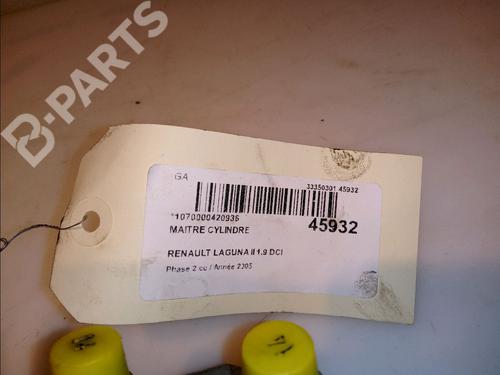 B-PARTS
GA
33350301 45932
*1070000420936
MAITRE CYLINDRE
45932
RENAULT LAGUNA II 1.9 DCI
Phase 2 cc / Année 2005